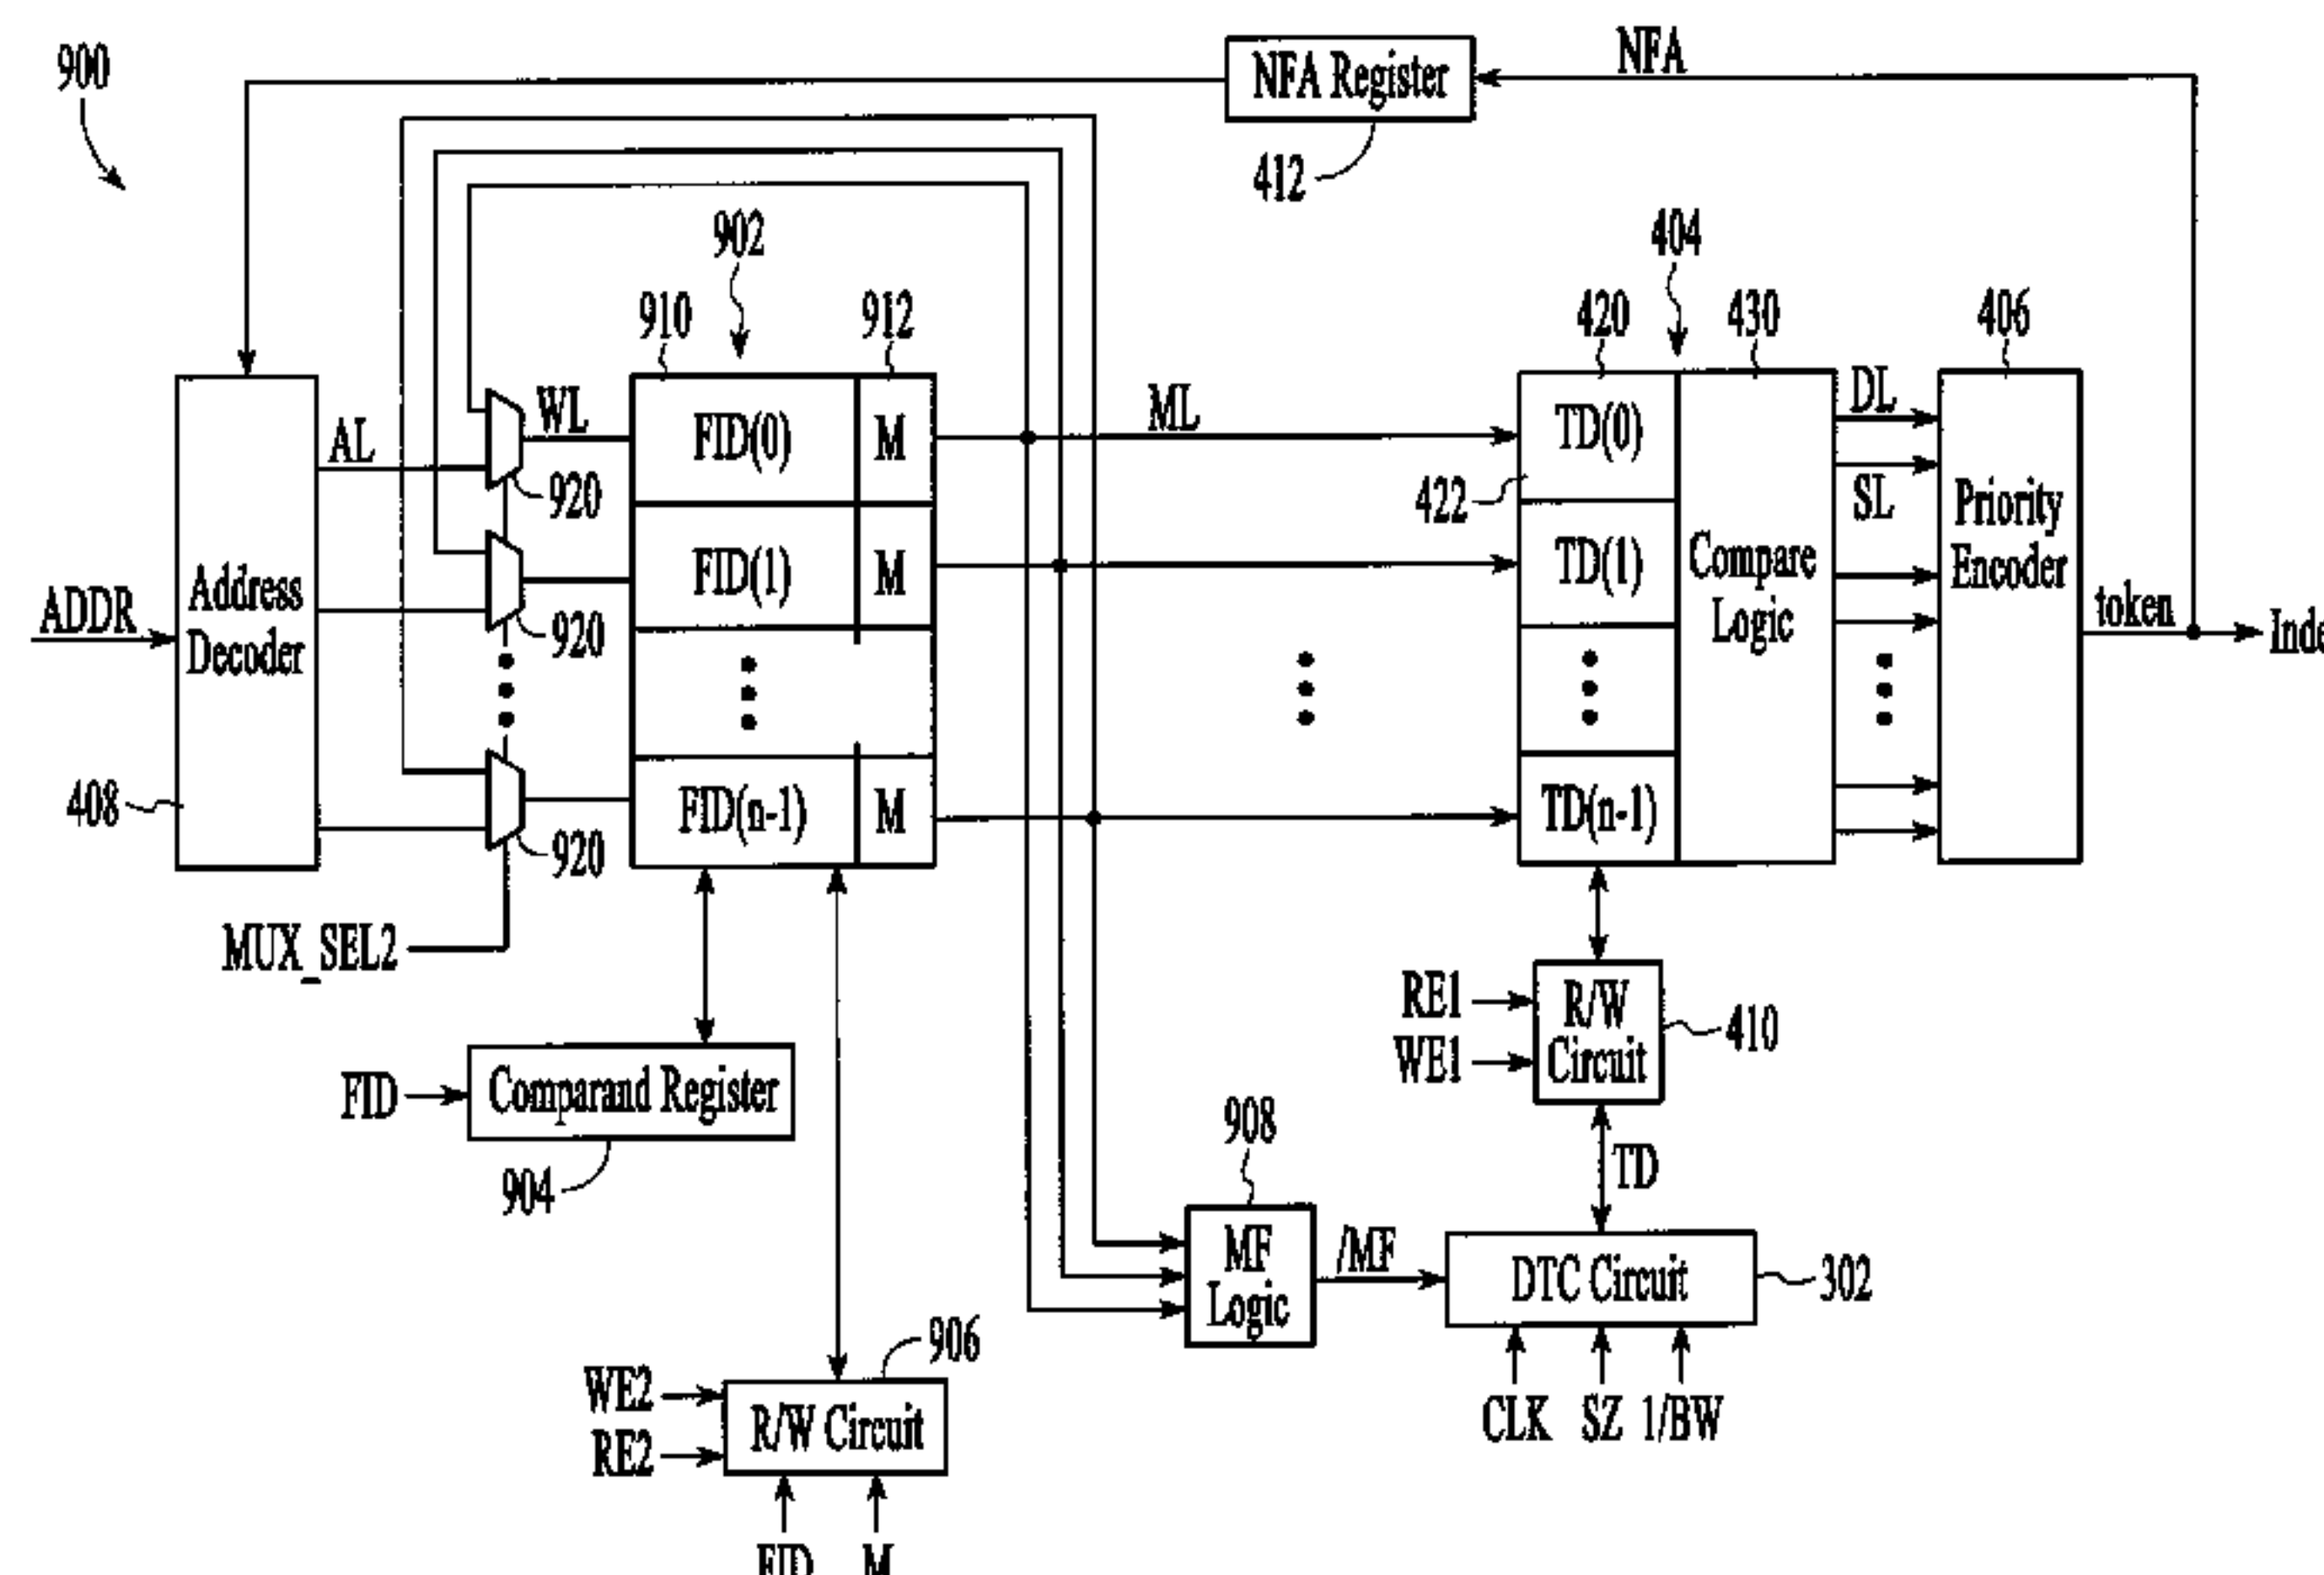 900
NFA Register
NFA
412
902
404
910
912
420
430
406
AL
WL
FID(0)
M
ML
TD(0)
DL
920
422
SL
Priority
Encoder
Address
Decoder
ADDR
FID(1)
M
TD(1)
Compare
Logic
920
token
408
FID(n-1)
M
TD(n-1)
920
MUX_SEL2
RE1
WE1
R/W
Circuit
410
FID
Comparand Register
904
908
TD
MF
Logic
/MF
DTC Circuit
302
906
WE2
RE2
R/W Circuit
CLK
SZ
1/BW
FID
M